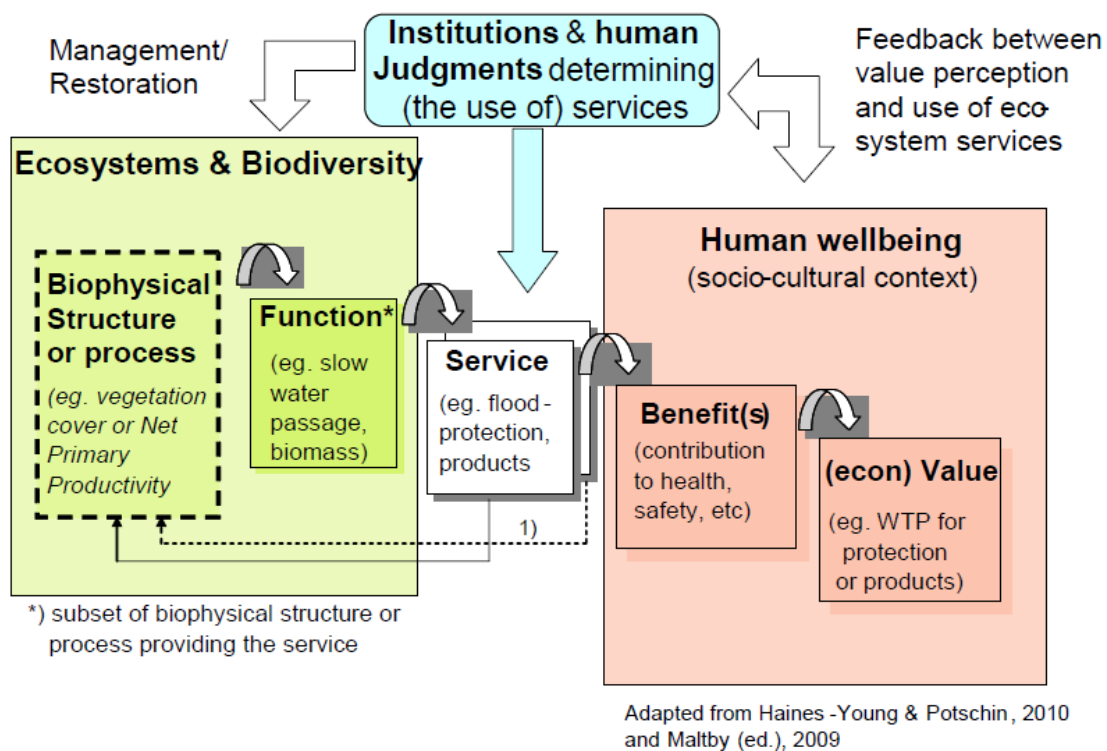 Management/
Restoration
Institutions & human
Judgments determining
(the use of) services
Feedback between
value perception
and use of eco-
system services
Ecosystems & Biodiversity
Biophysical
Structure
or process
(eg. vegetation
cover or Net
Primary
Productivity
Function*
(eg. slow
water
passage,
biomass)
Service
(eg. flood-
protection,
products
1)
Human wellbeing
(socio-cultural context)
Benefit(s)
(contribution
to health,
safety, etc)
(econ) Value
(eg. WTP for
protection
or products)
*) subset of biophysical structure or
process providing the service
Adapted from Haines-Young & Potschin, 2010
and Maltby (ed.), 2009